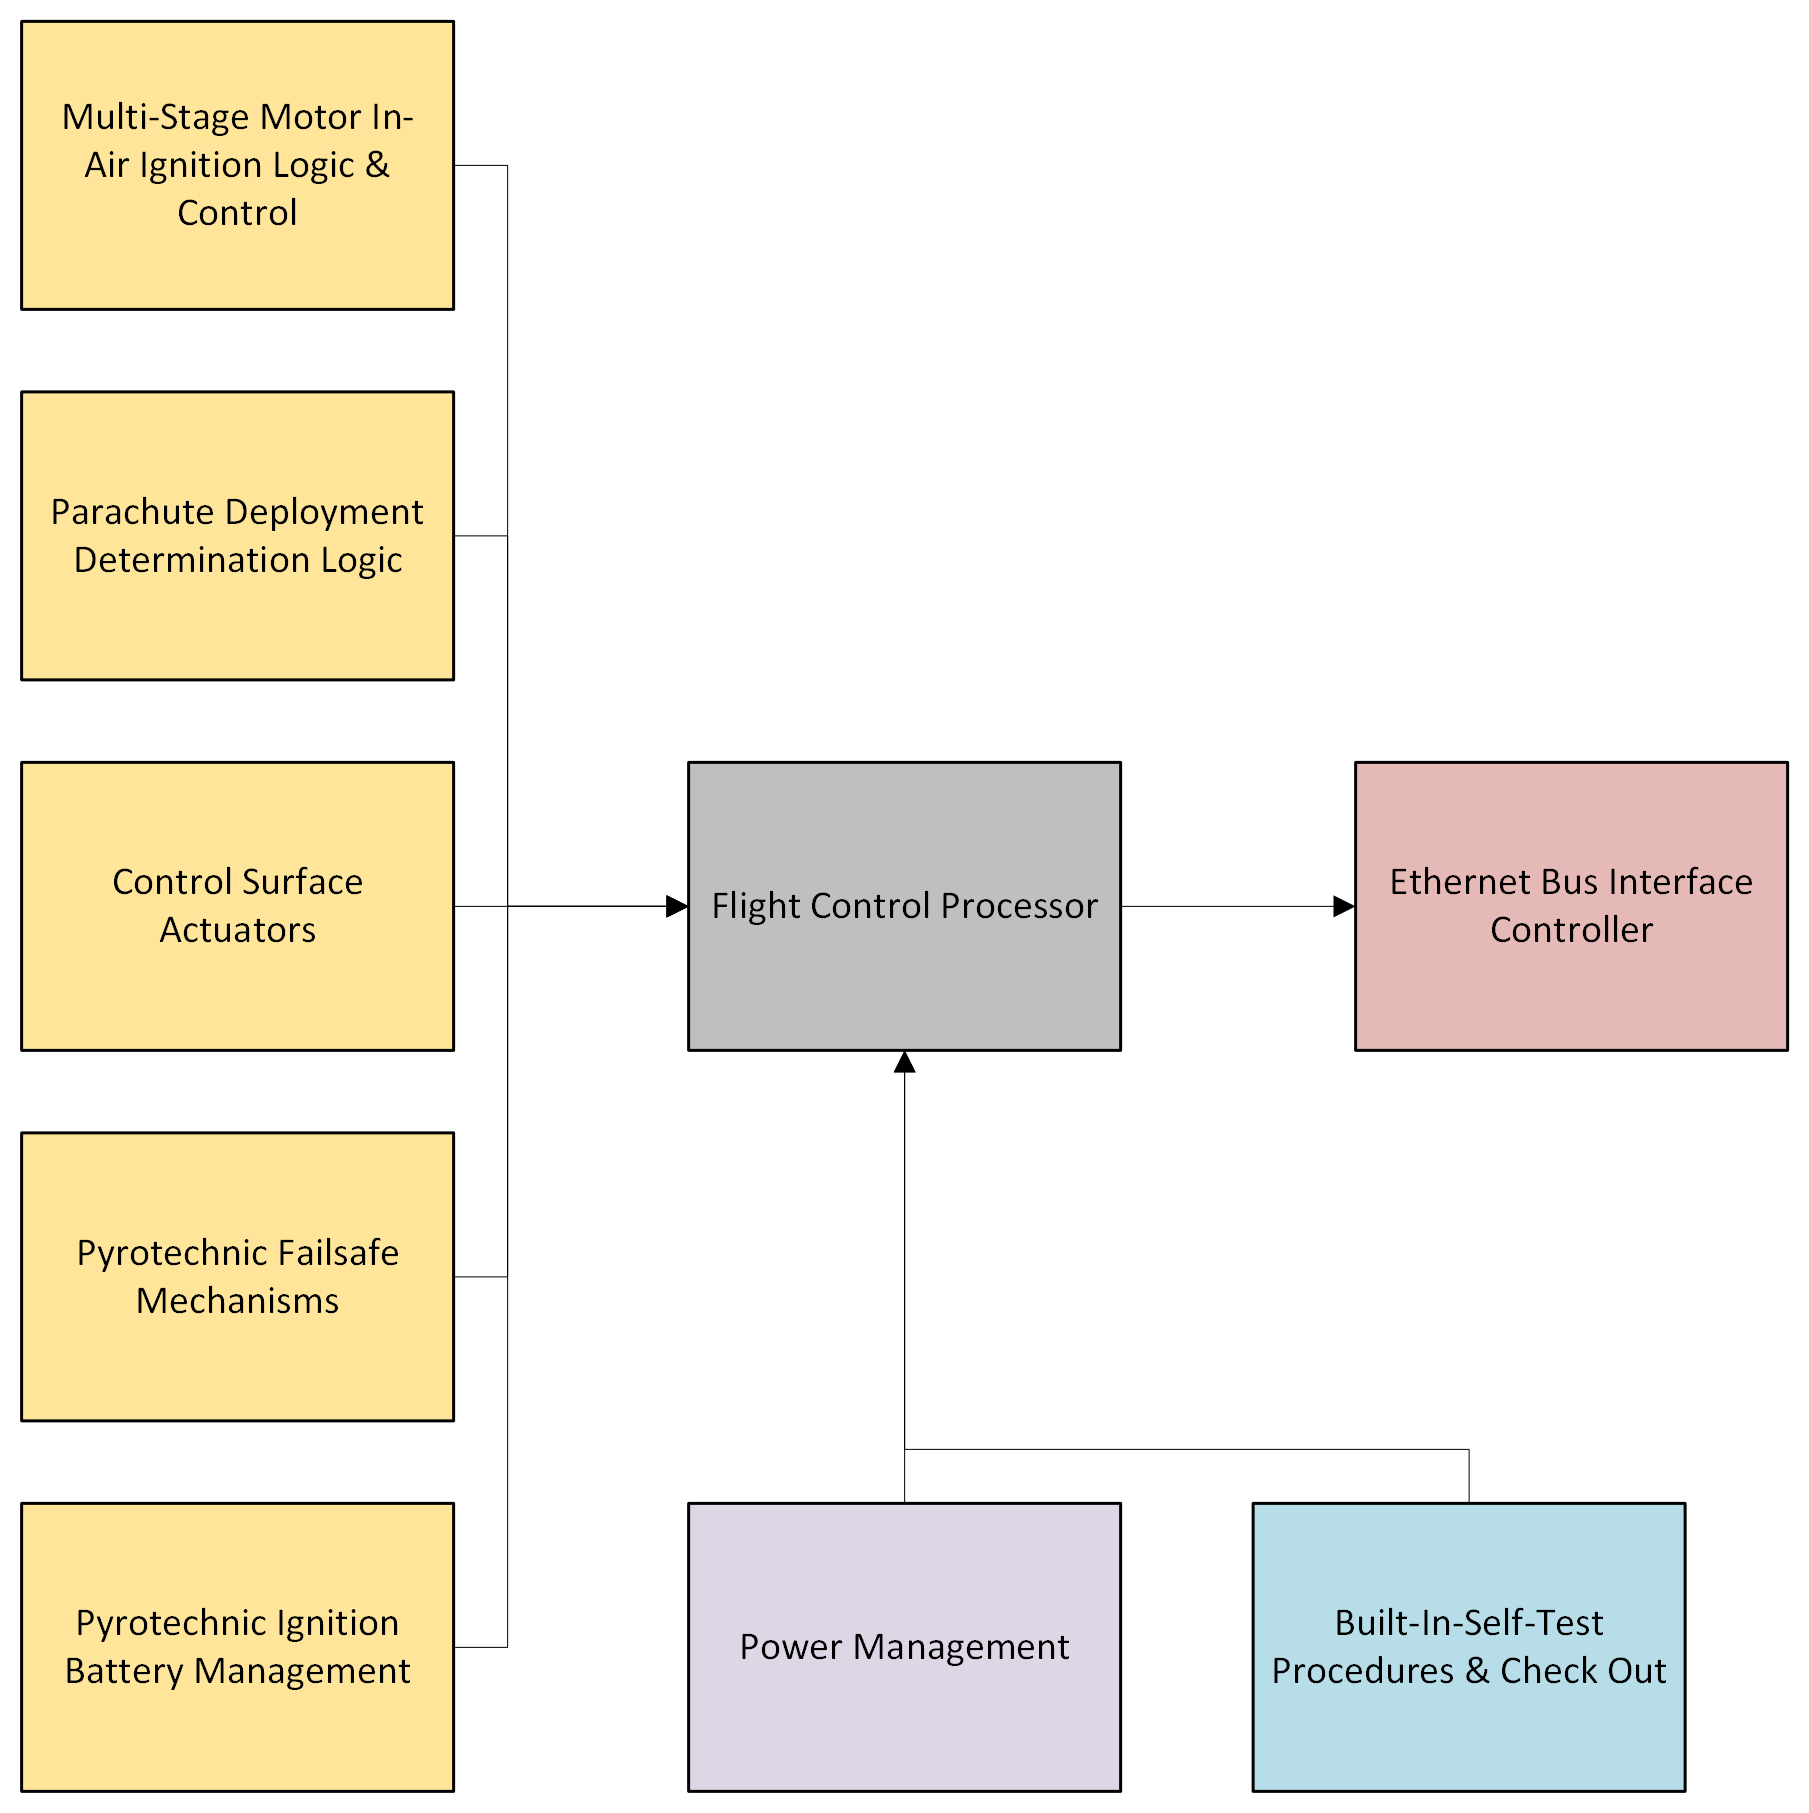 Multi-Stage Motor In-
Air Ignition Logic &
Control
Parachute Deployment
Determination Logic
Control Surface
Actuators
Flight Control Processor
Ethernet Bus Interface
Controller
Pyrotechnic Failsafe
Mechanisms
Pyrotechnic Ignition
Battery Management
Power Management
Built-In-Self-Test
Procedures & Check Out